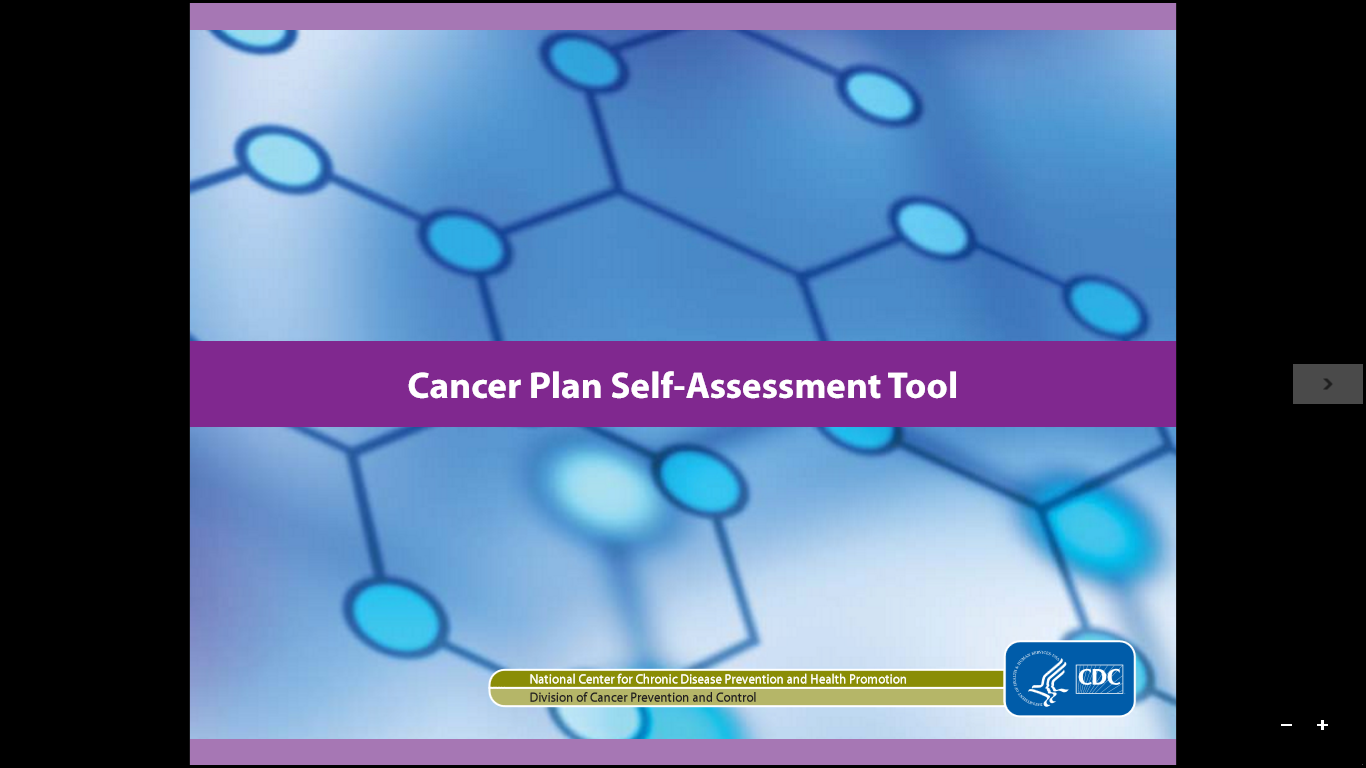 Cancer Plan Self-Assessment Tool
National Center for Chronic Disease Prevention and Health Promotion
Division of Cancer Prevention and Control
CDC